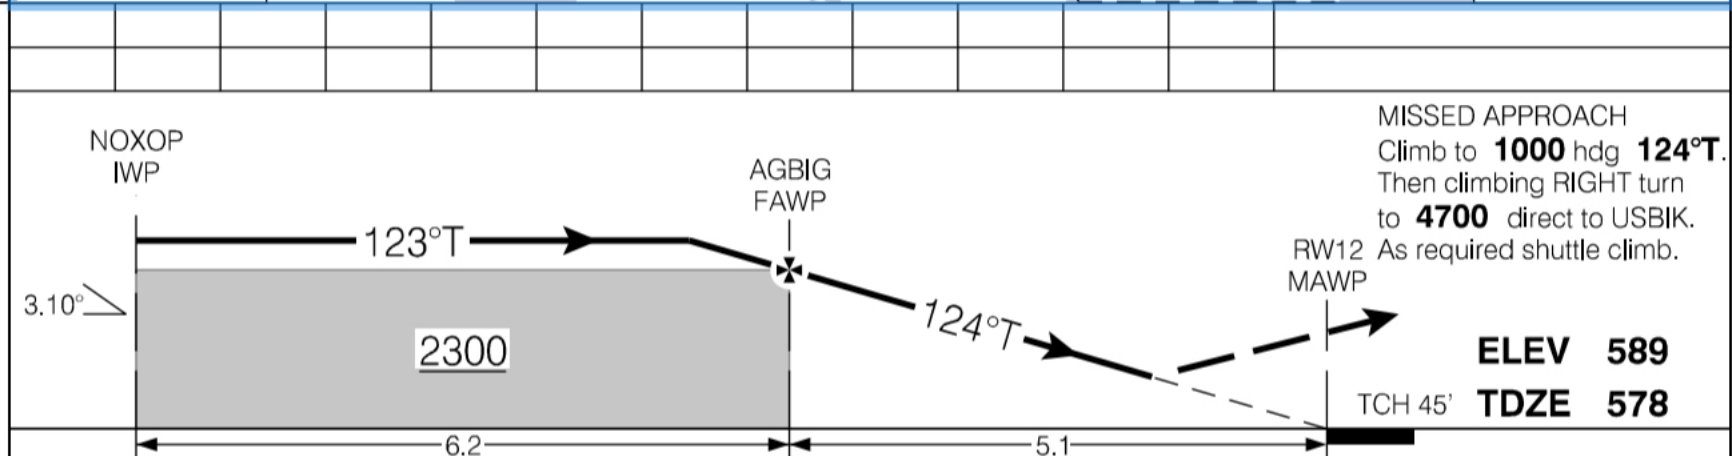 NOXOP
IWP
AGBIG
FAWP
MISSED APPROACH
Climb to 1000 hdg 124°T.
Then climbing RIGHT turn
to 4700 direct to USBIK.
As required shuttle climb.
RW12
MAWP
123°T
3.10°
2300
124°T
ELEV 589
TCH 45' TDZE 578
6.2
5.1